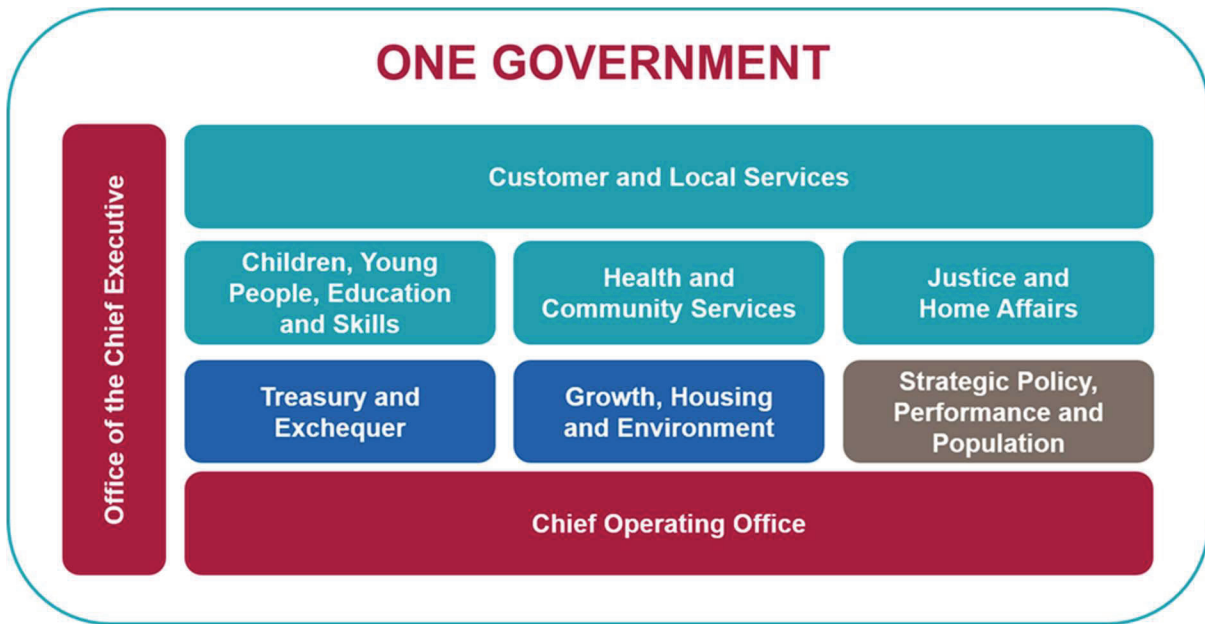 ONE GOVERNMENT
Office of the Chief Executive
Customer and Local Services
Children, Young
People, Education
and Skills
Health and
Community Services
Justice and
Home Affairs
Treasury and
Exchequer
Growth, Housing
and Environment
Strategic Policy,
Performance and
Population
Chief Operating Office